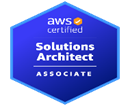 aws
certified
Solutions
Architect
ASSOCIATE